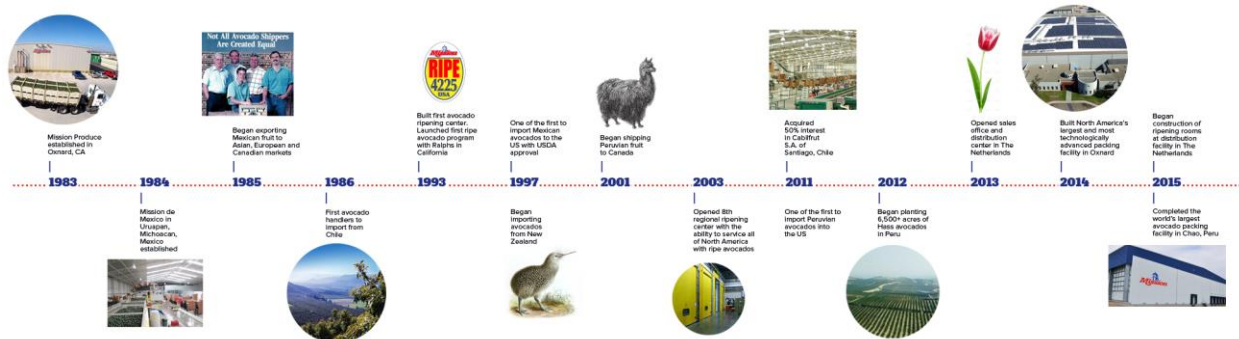 Not All Avocado Shippers
Are Created Equal
Mission
RIPE
4225
USA
Mission Produce
established in
Oxnard, CA
Began exporting
Mexican fruit to
Asian, European and
Canadian markets
Built first avocado
ripening center.
Launched first ripe
avocado program
with Ralphs in
California
One of the first to
import Mexican
avocados to the
US with USDA
approval
Began shipping
Peruvian fruit
to Canada
Acquired
50% interest
in Cabilfrut
S.A. of
Santiago, Chile
Opened sales
office and
distribution
center in The
Netherlands
Built North America's
largest and most
technologically
advanced packing
facility in Oxnard
Began
construction of
ripening rooms
at distribution
facility in The
Netherlands
1983
1984
1985
1986
1993
1997
2001
2003
2011
2012
2013
2014
2015
Mission de
Mexico in
Uruapan,
Michoacan,
Mexico
established
First avocado
handlers to
import from
Chile
Began
importing
avocados
from New
Zealand
Opened 8th
regional ripening
center with the
ability to service all
of North America
with ripe avocados
One of the first to
import Peruvian
avocados into
the US
Began planting
6,500+ acres of
Hass avocados
in Peru
Completed the
world's largest
avocado packing
facility in Chao, Peru
Mission